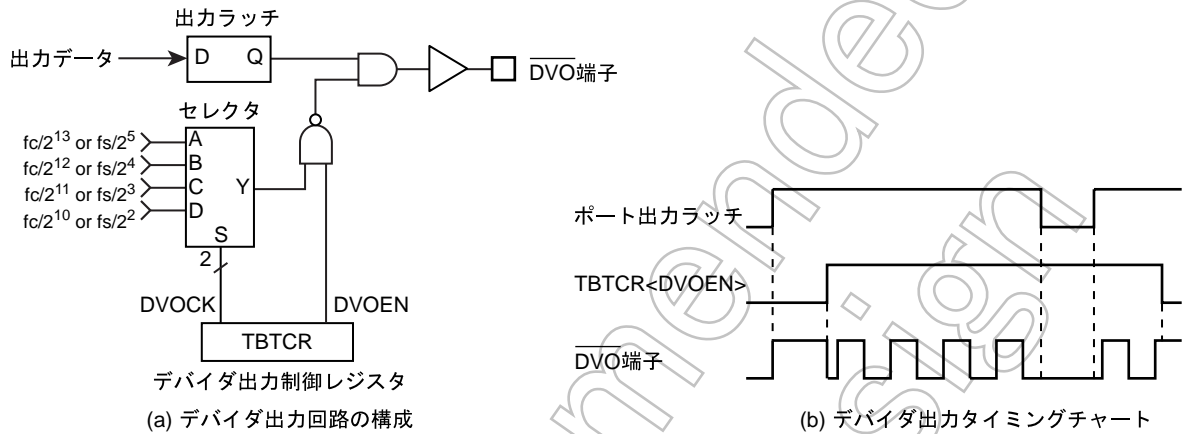 出力ラッチ
出力データ
D Q
DVO端子
セレクタ
fc/2^13 or fs/2^5
fc/2^12 or fs/2^4
fc/2^11 or fs/2^3
fc/2^10 or fs/2^2
A
B
C
D
Y
S
2
DVOCK
DVOEN
TBTCR
デバイダ出力制御レジスタ
(a) デバイダ出力回路の構成
ポート出力ラッチ
TBTCR<DVOEN>
DVO端子
(b) デバイダ出力タイミングチャート